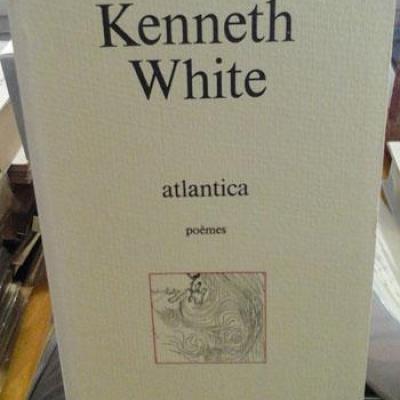 Kenneth
White
atlantica
poèmes